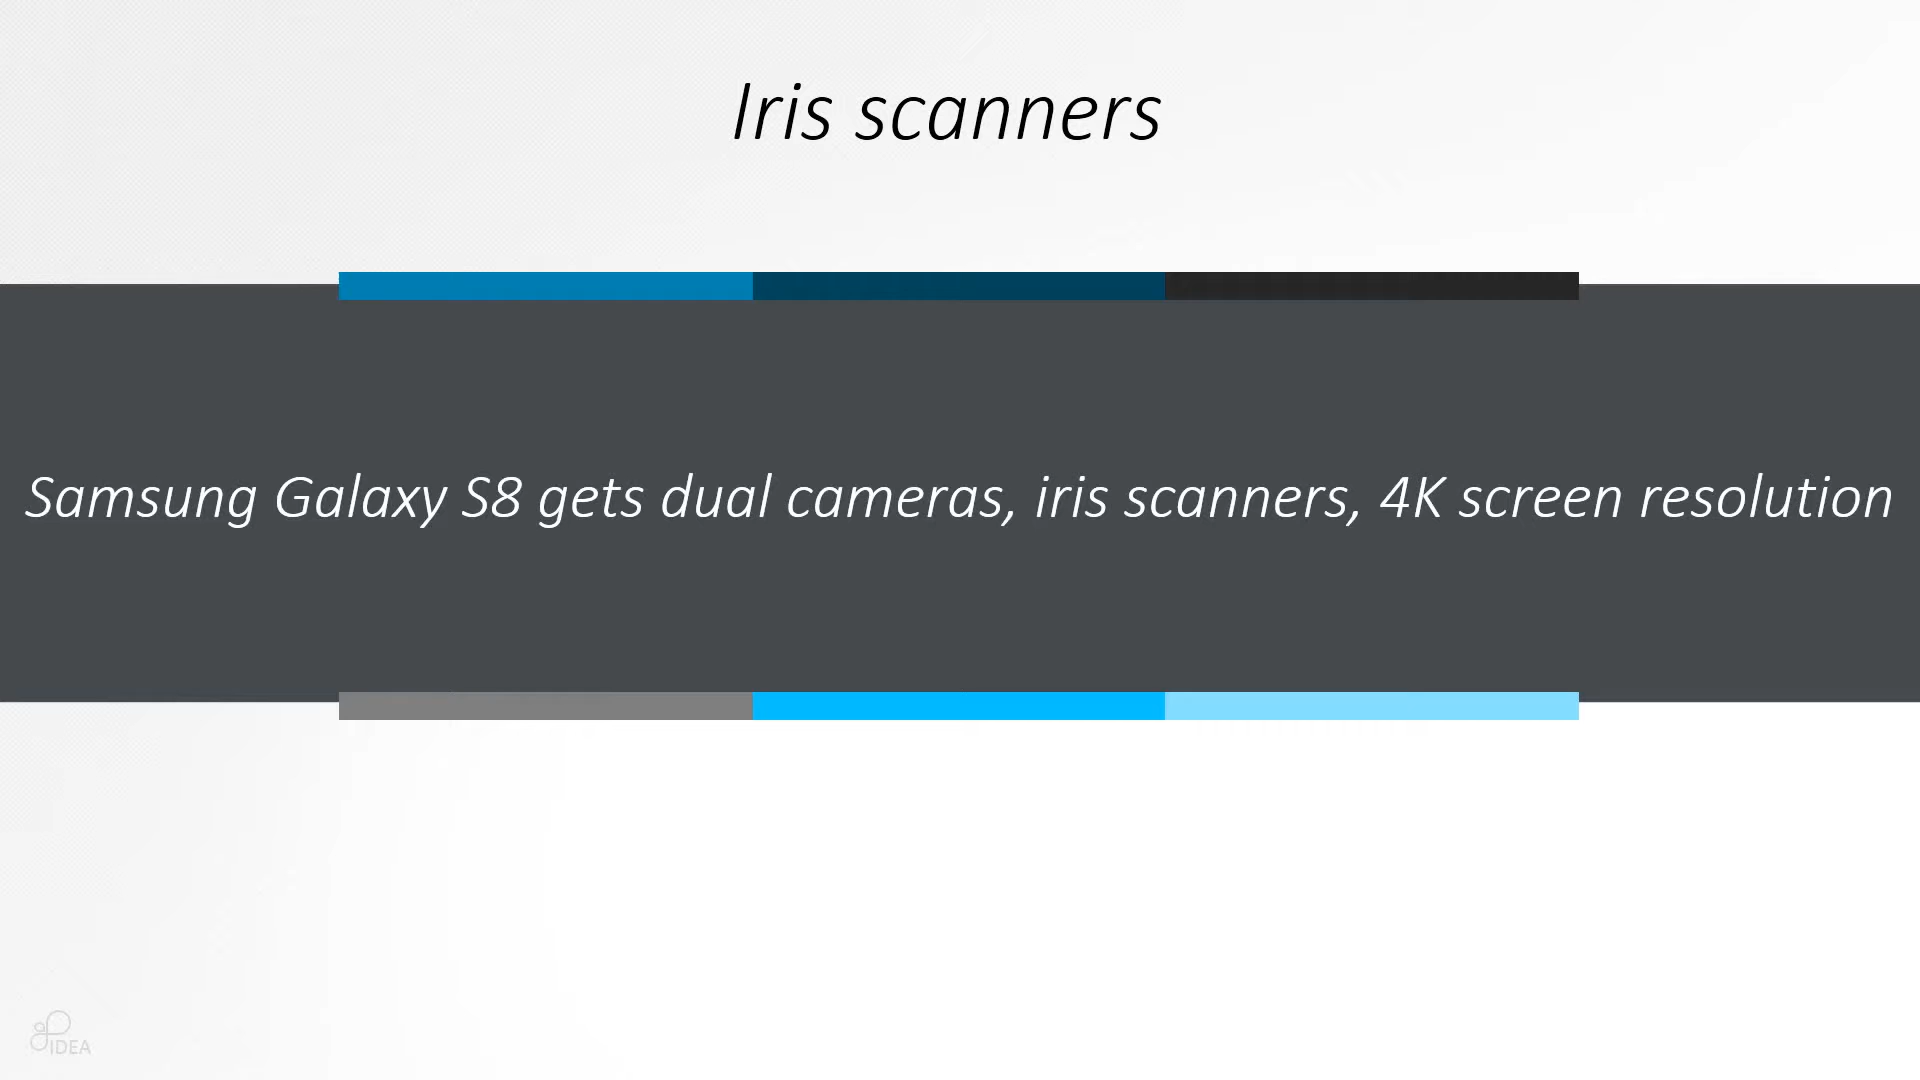 Iris scanners
Samsung Galaxy S8 gets dual cameras, iris scanners, 4K screen resolution
IDEA